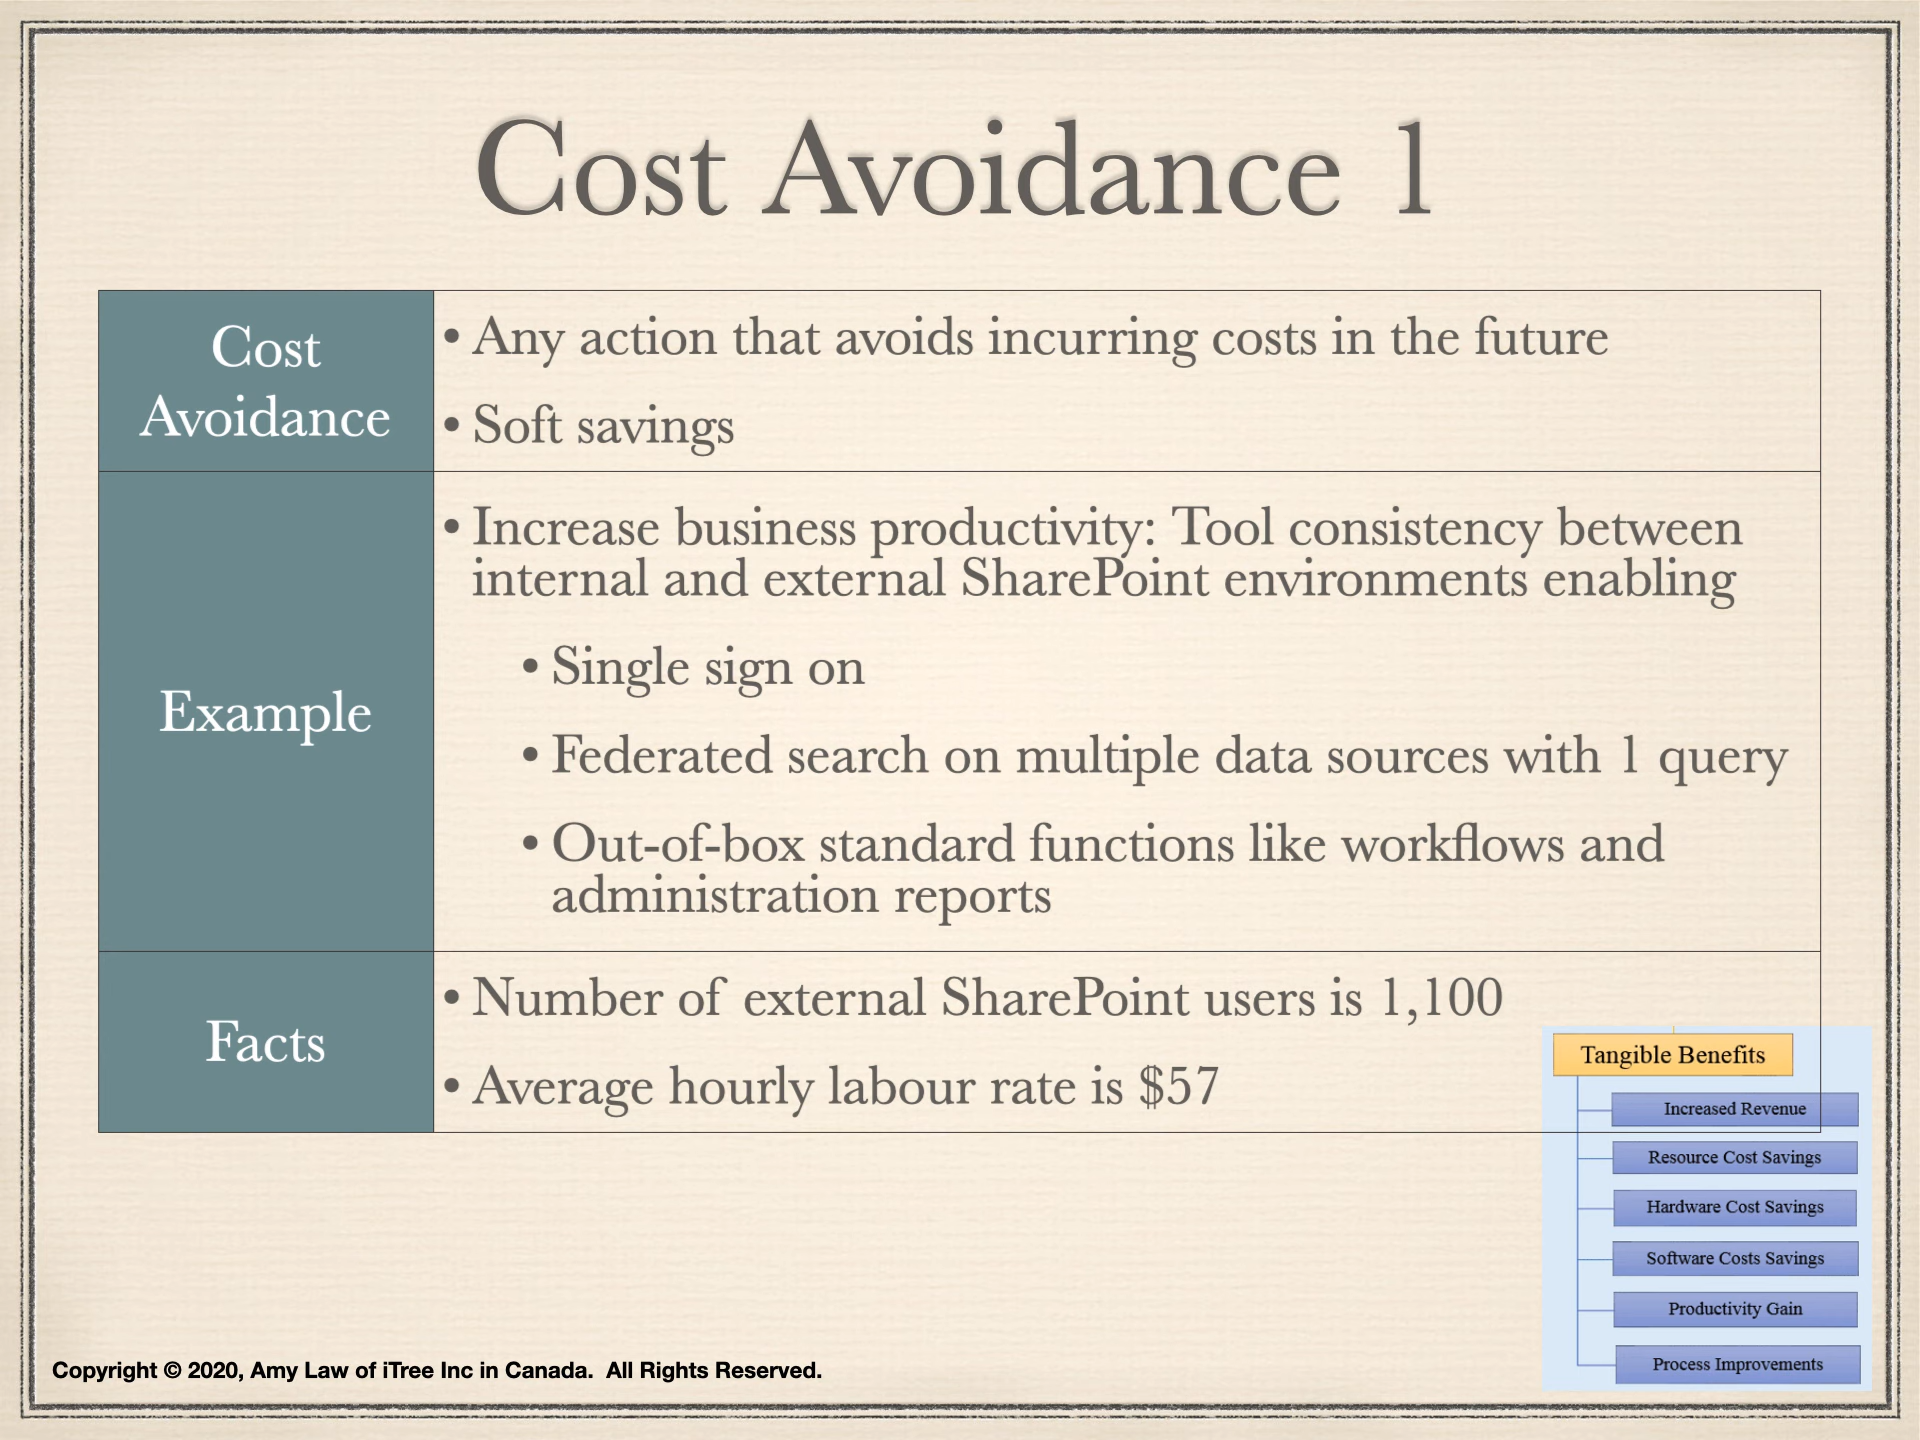 Cost Avoidance 1
Cost
Avoidance
• Any action that avoids incurring costs in the future
• Soft savings
Example
• Increase business productivity: Tool consistency between
internal and external SharePoint environments enabling
• Single sign on
• Federated search on multiple data sources with 1 query
• Out-of-box standard functions like workflows and
administration reports
Facts
• Number of external SharePoint users is 1,100
• Average hourly labour rate is $57
Tangible Benefits
Increased Revenue
Resource Cost Savings
Hardware Cost Savings
Software Costs Savings
Productivity Gain
Process Improvements
Copyright © 2020, Amy Law of iTree Inc in Canada. All Rights Reserved.